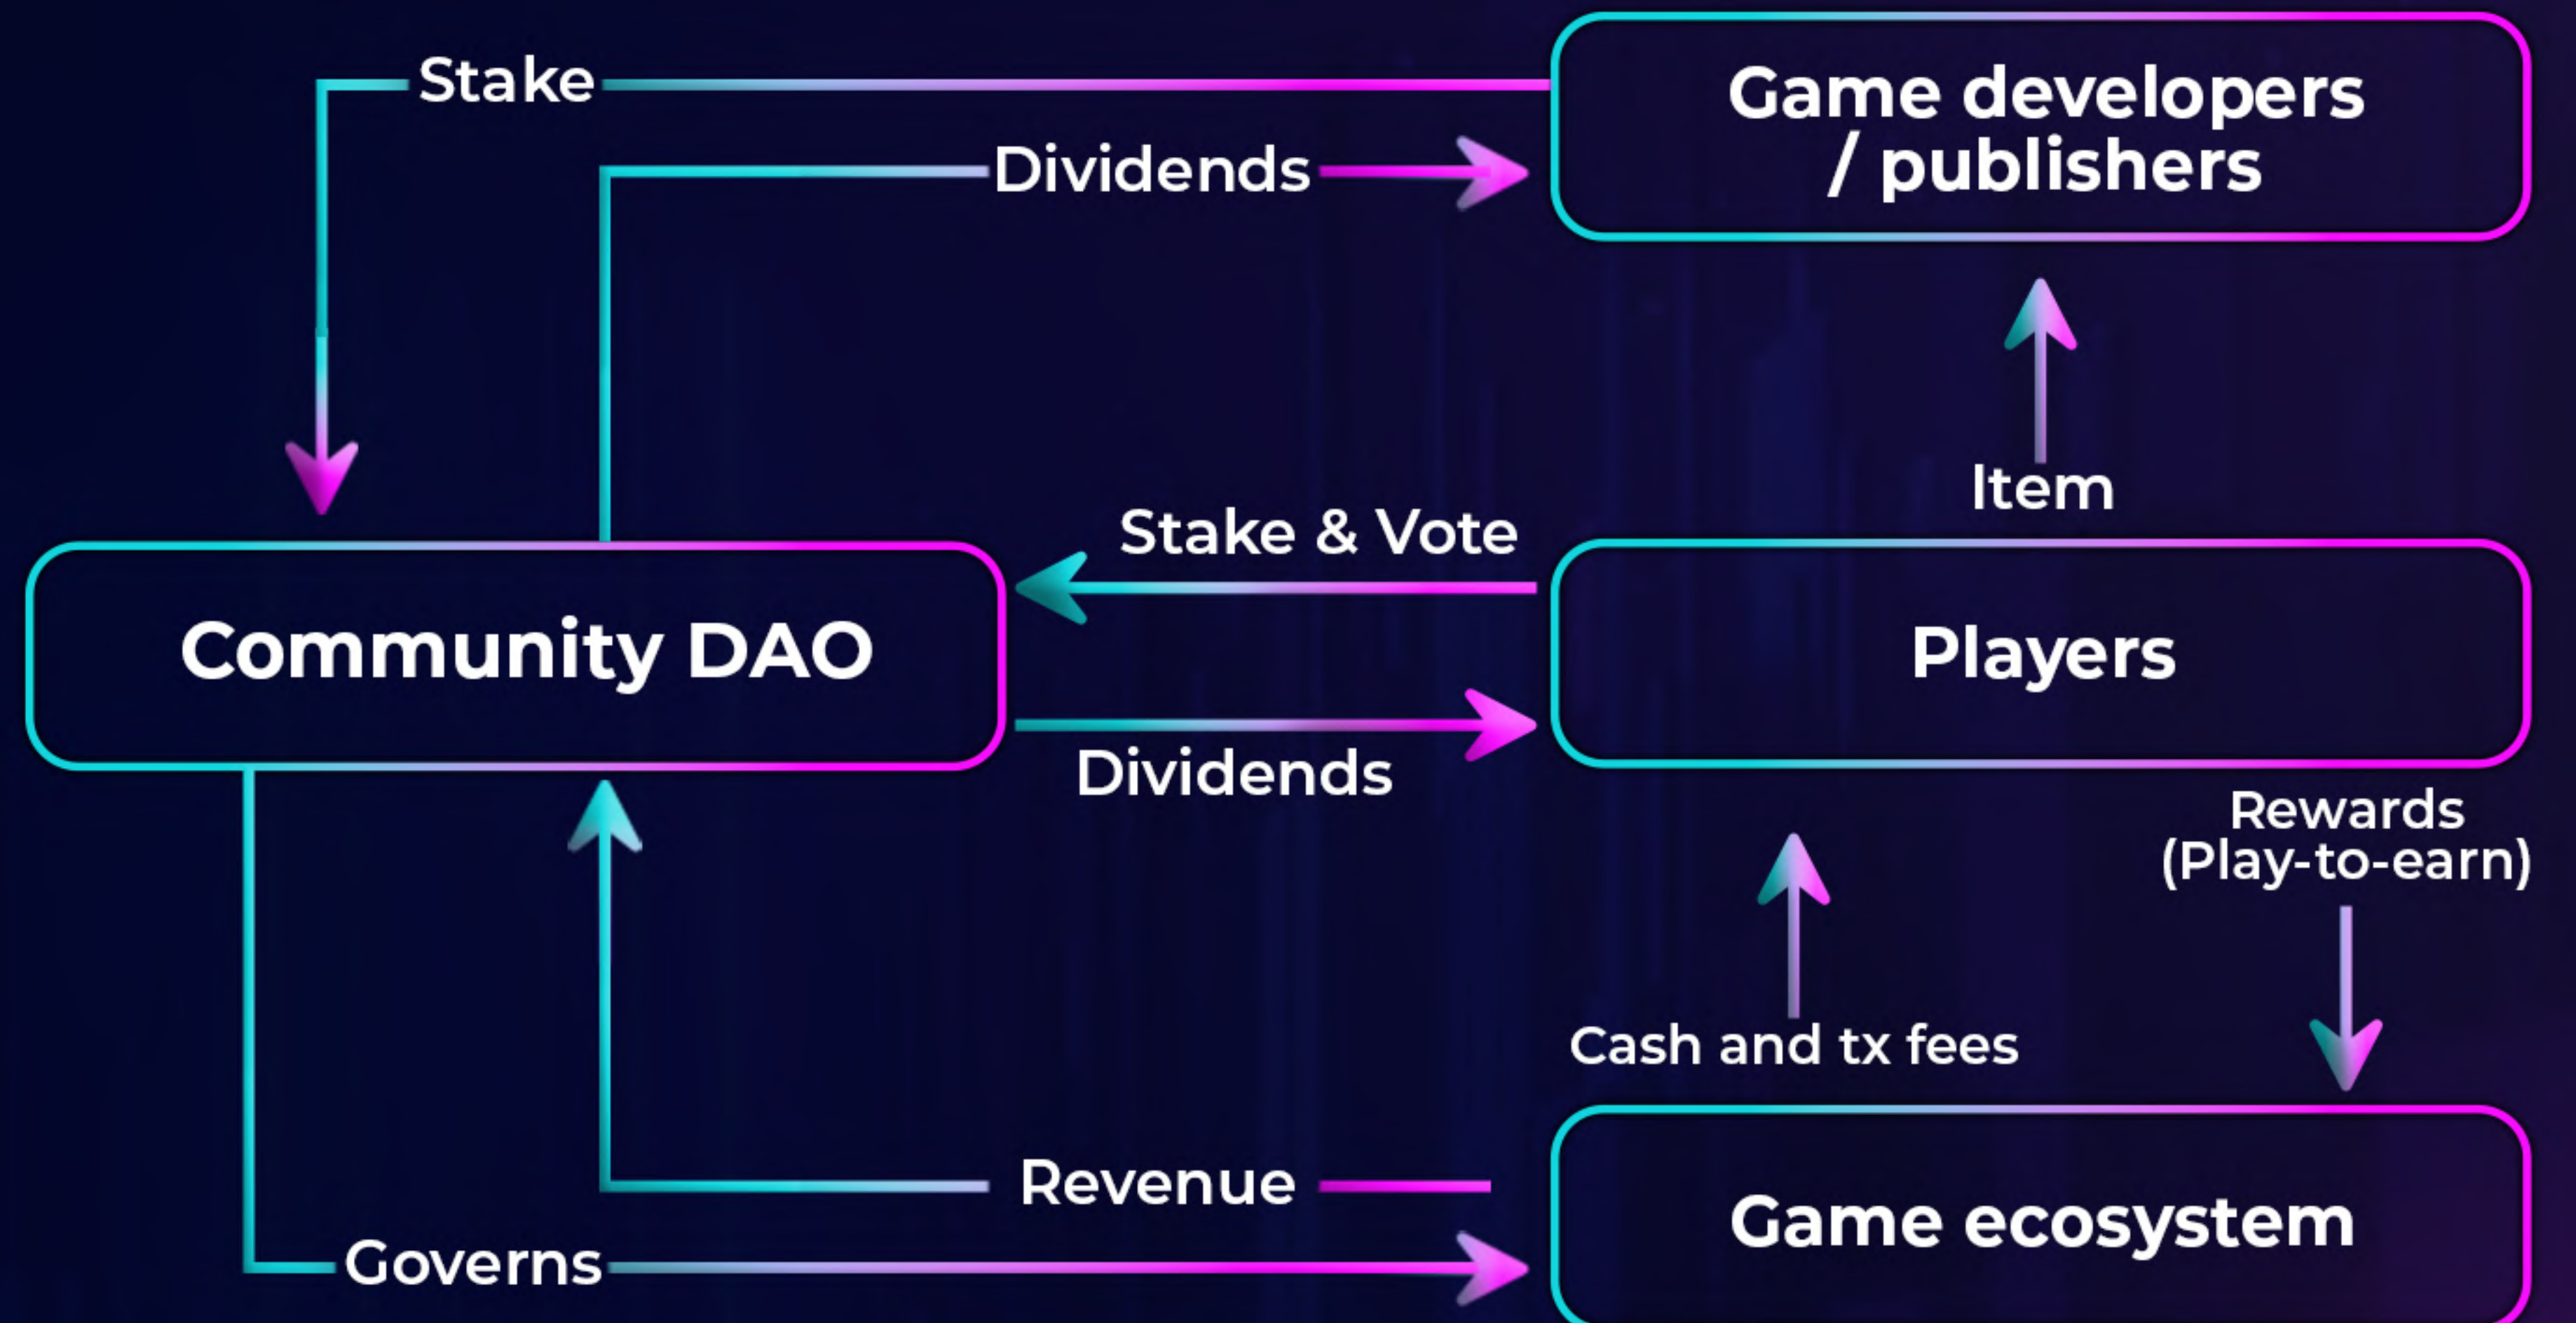 Stake
Game developers
/ publishers
Dividends
Item
Stake & Vote
Community DAO
Players
Dividends
Rewards
(Play-to-earn)
Cash and tx fees
Revenue
Game ecosystem
Governs